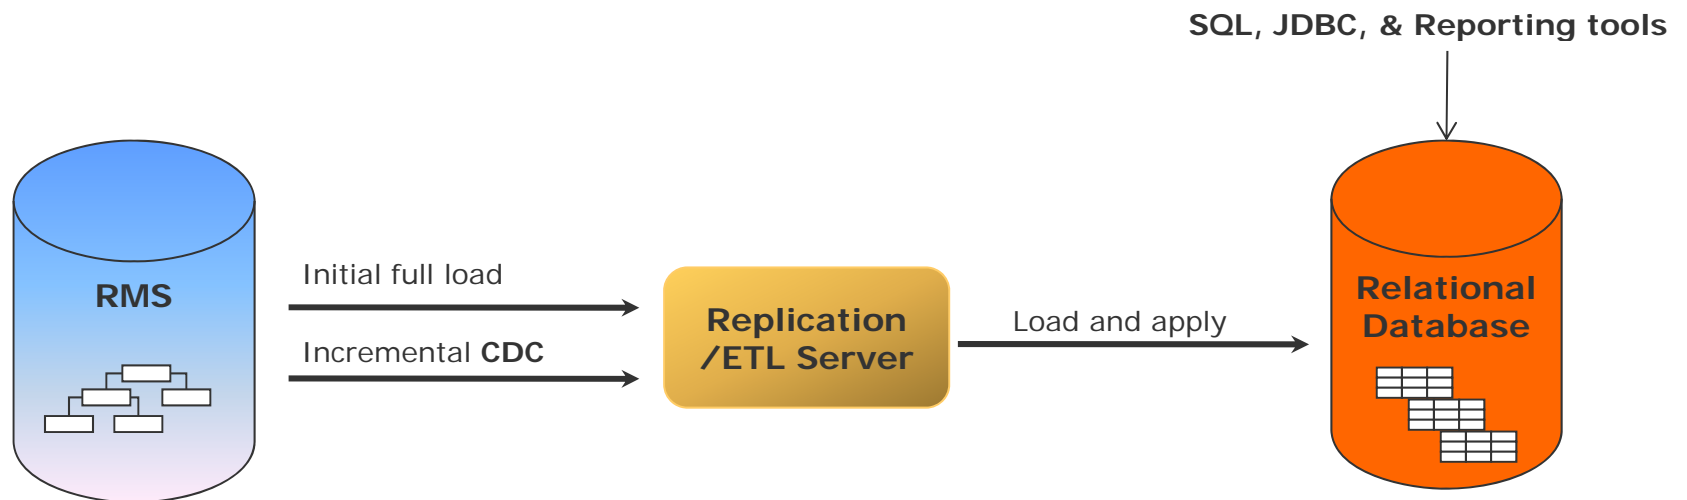 SQL, JDBC, & Reporting tools
RMS
Initial full load
Incremental CDC
Replication
/ETL Server
Load and apply
Relational
Database